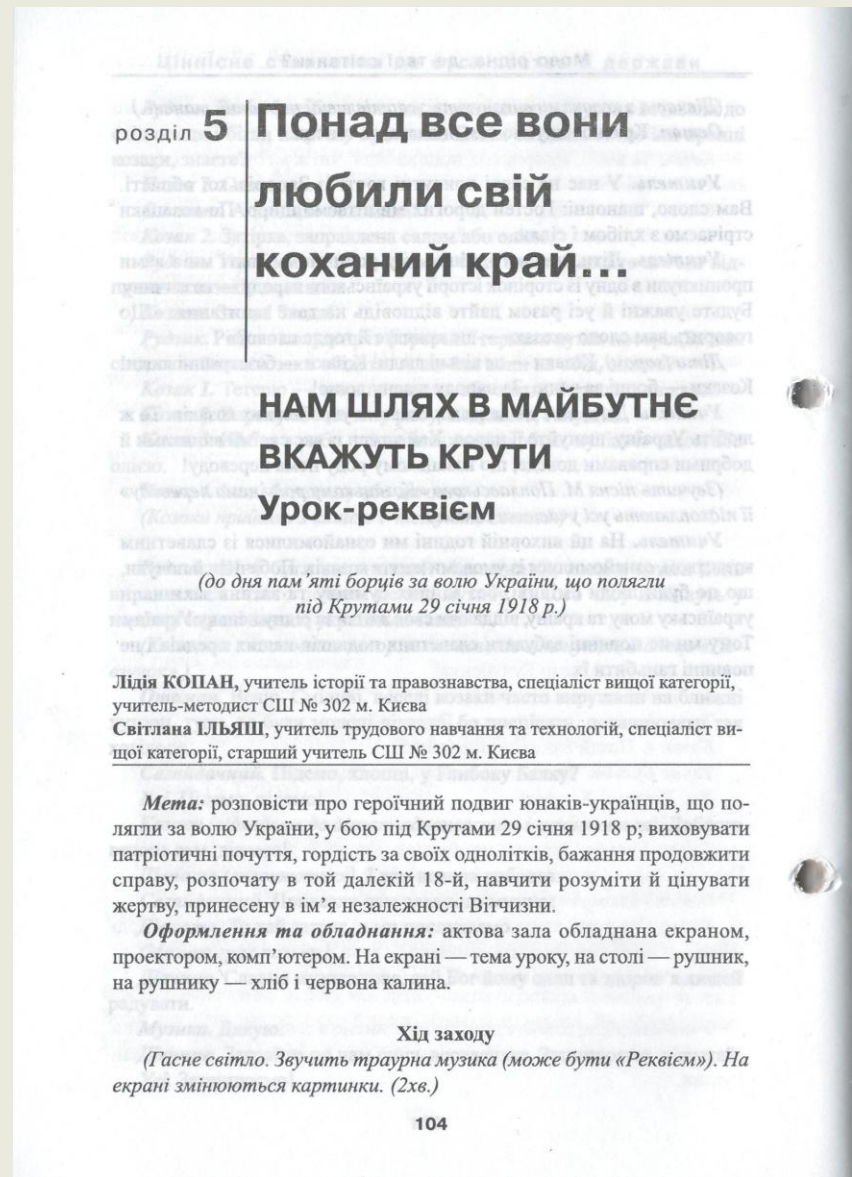 розділ 5 Понад все вони
любили свій
коханий край...
НАМ ШЛЯХ В МАЙБУТНЄ
ВКАЖУТЬ КРУТИ
Урок-реквієм
(до дня пам'яті борців за волю України, що полягли
під Крутами 29 січня 1918 р.)
Лідія КОПАН, учитель історії та правознавства, спеціаліст вищої категорії,
учитель-методист СШ № 302 м. Києва
Світлана ІЛЬЯШ, учитель трудового навчання та технологій, спеціаліст ви-
щої категорії, старший учитель СШ № 302 м. Києва
Мета: розповісти про героїчний подвиг юнаків-українців, що по-
лягли за волю України, у бою під Крутами 29 січня 1918 р; виховувати
патріотичні почуття, гордість за своїх однолітків, бажання продовжити
справу, розпочату в той далекій 18-й, навчити розуміти й цінувати
жертву, принесену в ім'я незалежності Вітчизни.
Оформлення та обладнання: актова зала обладнана екраном,
проектором, комп'ютером. На екрані — тема уроку, на столі — рушник,
на рушнику — хліб і червона калина.
Хід заходу
(Гасне світло. Звучить траурна музика (може бути «Реквієм»). На
екрані змінюються картинки. (2хв.)
104